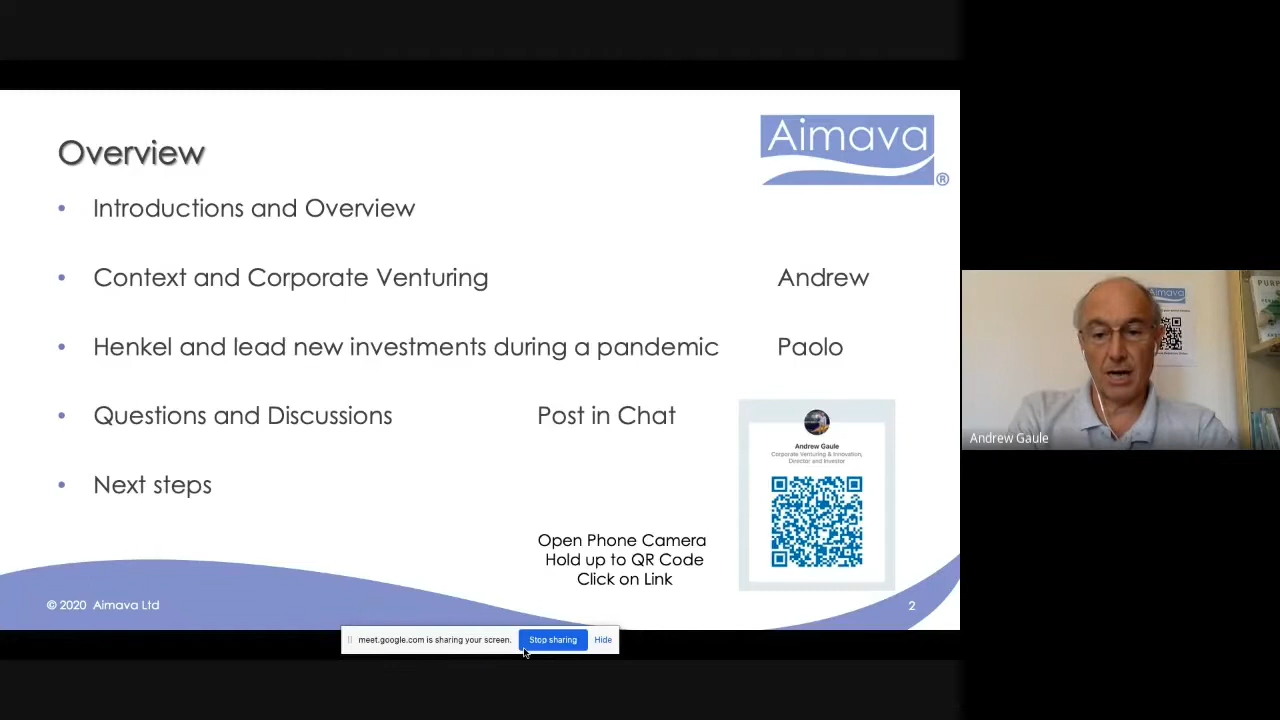 Overview
Aimava
®
• Introductions and Overview
• Context and Corporate Venturing Andrew
• Henkel and lead new investments during a pandemic Paolo
• Questions and Discussions Post in Chat
• Next steps
Andrew Gaule
Corporate Venturing & Innovation,
Director and Investor
Open Phone Camera
Hold up to QR Code
Click on Link
© 2020 Aimava Ltd
2
meet.google.com is sharing your screen. Stop sharing Hide
Aimava
PURP
Andrew Gaule